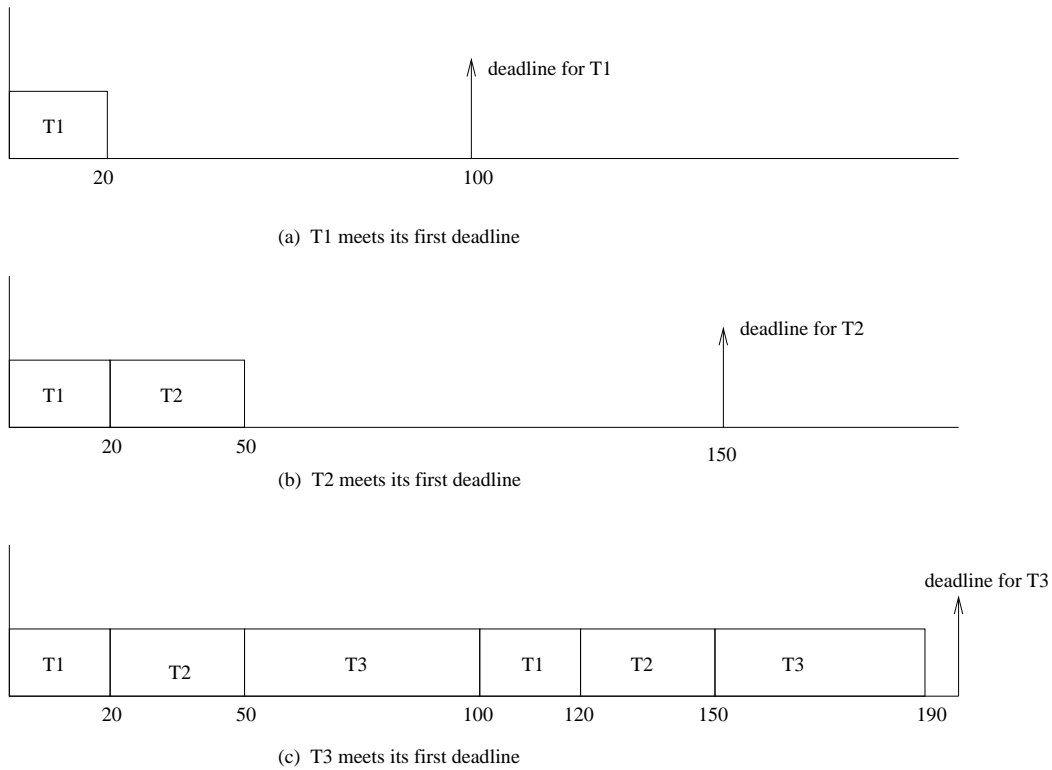 deadline for T1
T1
20
100
(a) T1 meets its first deadline
deadline for T2
T1
T2
20
50
150
(b) T2 meets its first deadline
deadline for T3
T1
T2
T3
T1
T2
T3
20
50
100
120
150
190
(c) T3 meets its first deadline